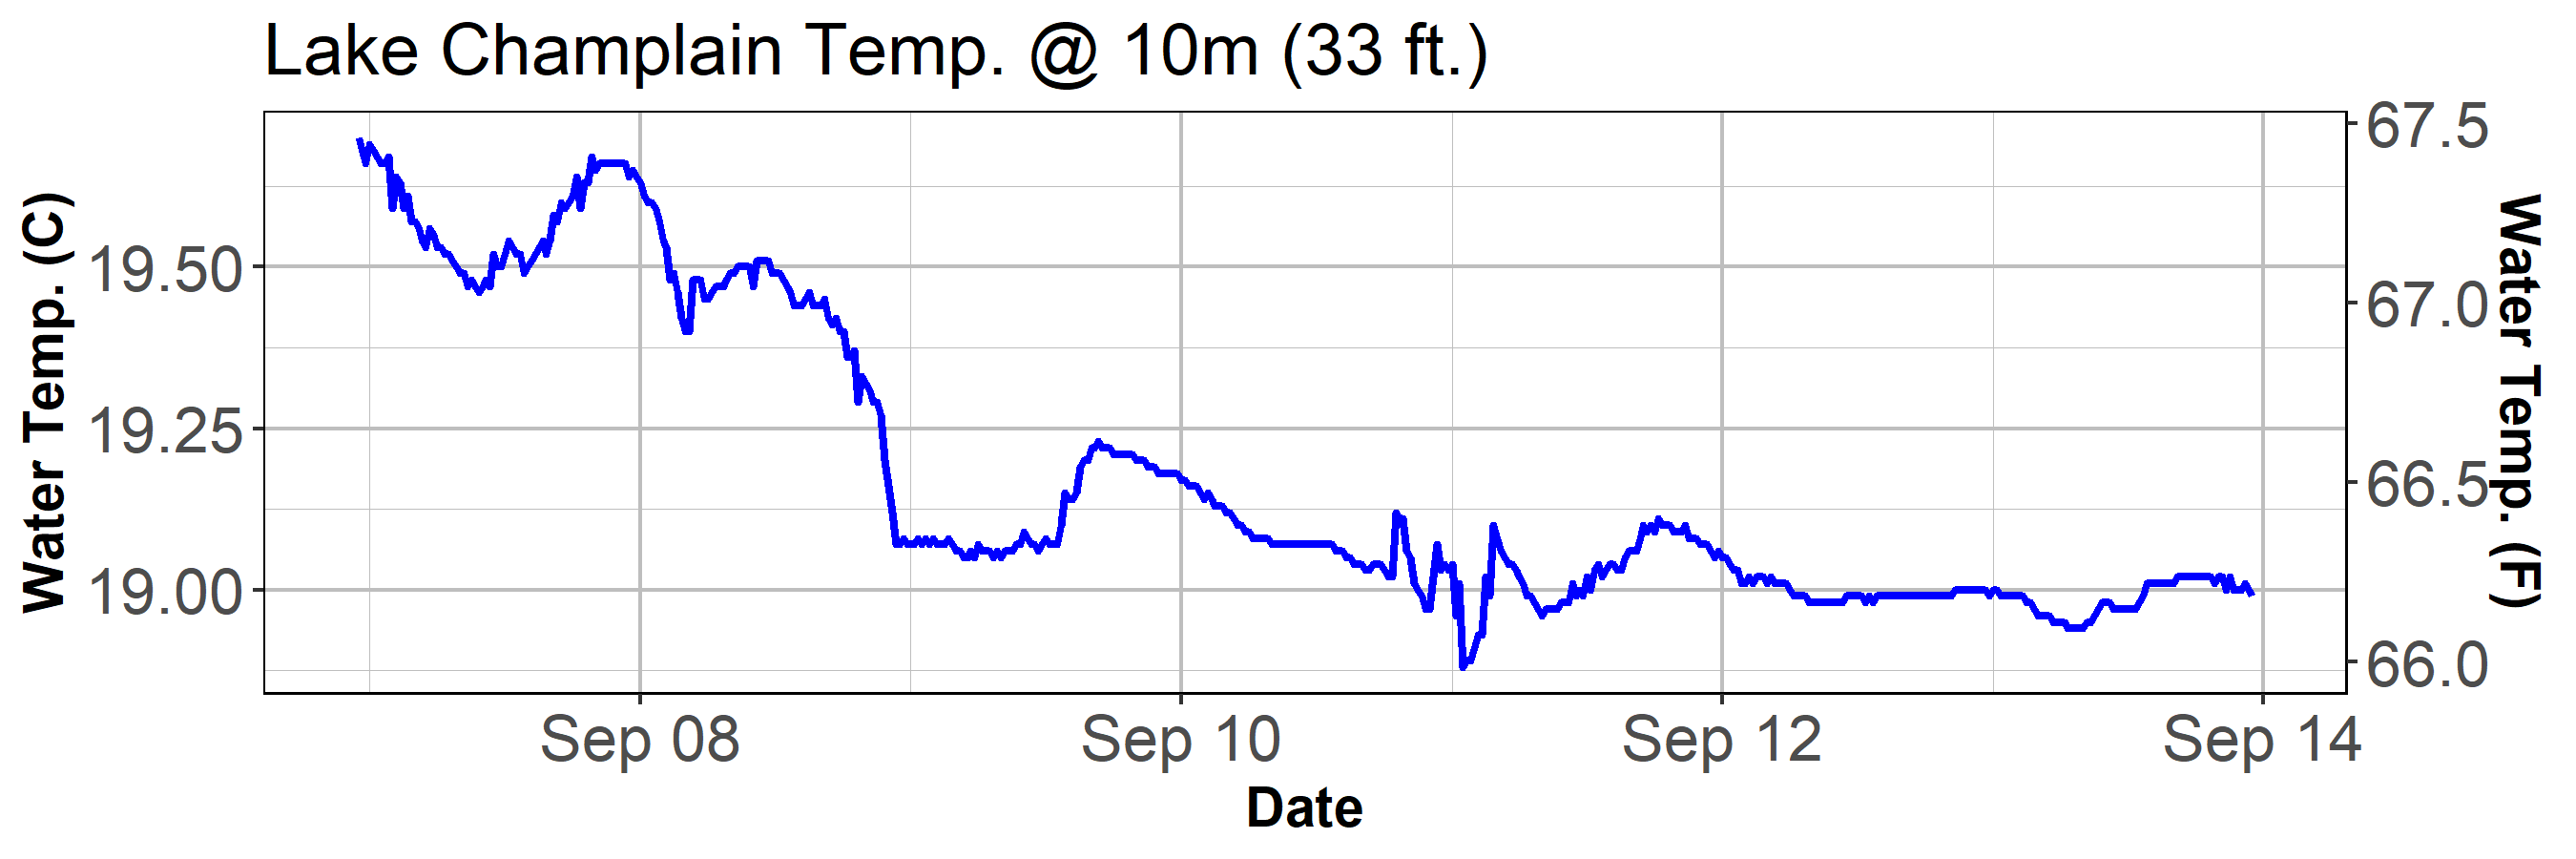 Lake Champlain Temp. @ 10m (33 ft.)
Water Temp. (C)
19.50
19.25
19.00
67.5
67.0
66.5
66.0
Water Temp. (F)
Sep 08 Sep 10 Sep 12 Sep 14
Date